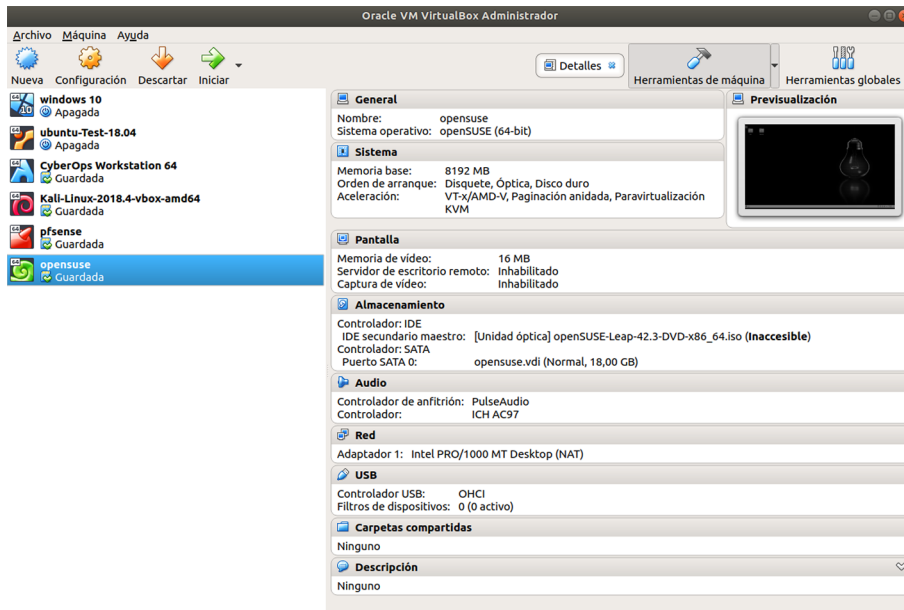 Oracle VM VirtualBox Administrador
Archivo Máquina Ayuda
Nueva Configuración Descartar Iniciar
Detalles
Herramientas de máquina
Herramientas globales
64 windows 10
Apagada
64 ubuntu-Test-18.04
Apagada
64 CyberOps Workstation 64
Guardada
64 Kali-Linux-2018.4-vbox-amd64
Guardada
64 pfsense
Guardada
64 opensuse
Guardada
General
Nombre: opensuse
Sistema operativo: openSUSE (64-bit)
Sistema
Memoria base: 8192 MB
Orden de arranque: Disquete, Óptica, Disco duro
Aceleración: VT-x/AMD-V, Paginación anidada, Paravirtualización
KVM
Previsualización
Pantalla
Memoria de vídeo: 16 MB
Servidor de escritorio remoto: Inhabilitado
Captura de vídeo: Inhabilitado
Almacenamiento
Controlador: IDE
IDE secundario maestro: [Unidad óptica] openSUSE-Leap-42.3-DVD-x86_64.iso (Inaccesible)
Controlador: SATA
Puerto SATA 0: opensuse.vdi (Normal, 18,00 GB)
Audio
Controlador de anfitrión: PulseAudio
Controlador: ICH AC97
Red
Adaptador 1: Intel PRO/1000 MT Desktop (NAT)
USB
Controlador USB: OHCI
Filtros de dispositivos: 0 (0 activo)
Carpetas compartidas
Ninguno
Descripción
Ninguno